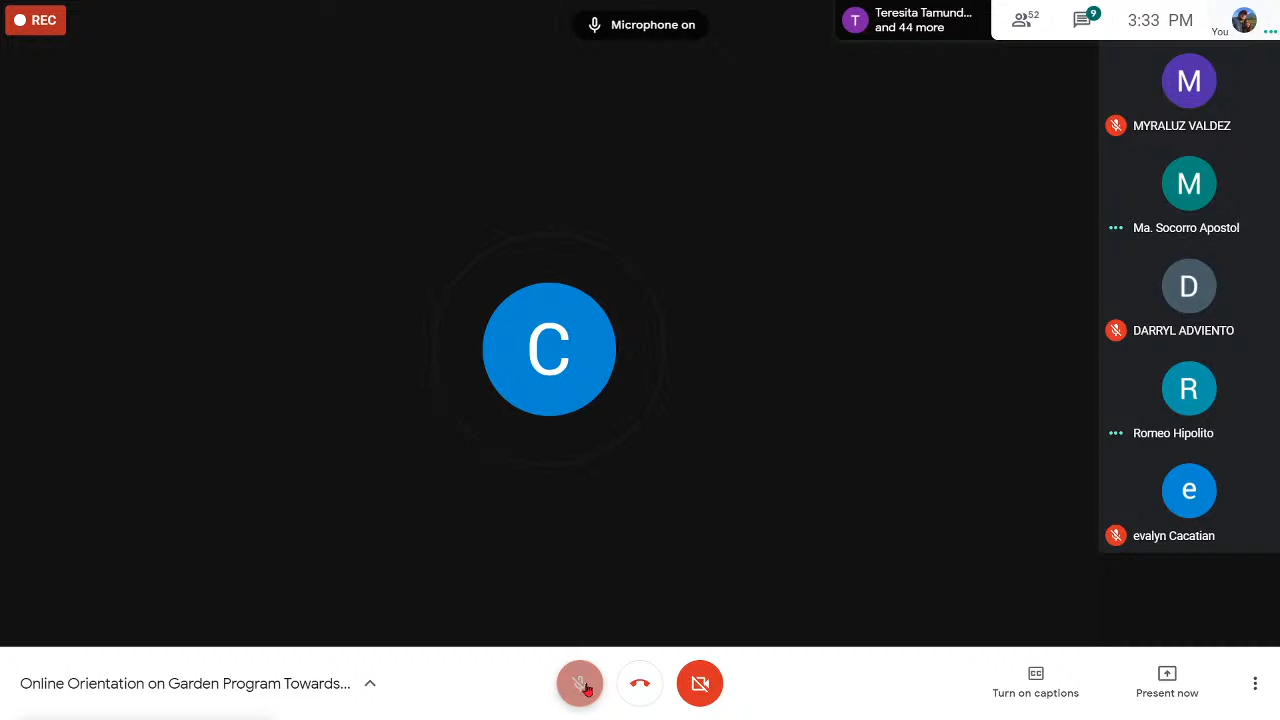 REC
Microphone on
T
Teresita Tamund...
and 44 more
52
9
3:33 PM
You
M
MYRALUZ VALDEZ
M
Ma. Socorro Apostol
D
DARRYL ADVIENTO
R
Romeo Hipolito
e
evalyn Cacatian
C
Online Orientation on Garden Program Towards...
CC
Turn on captions
Present now